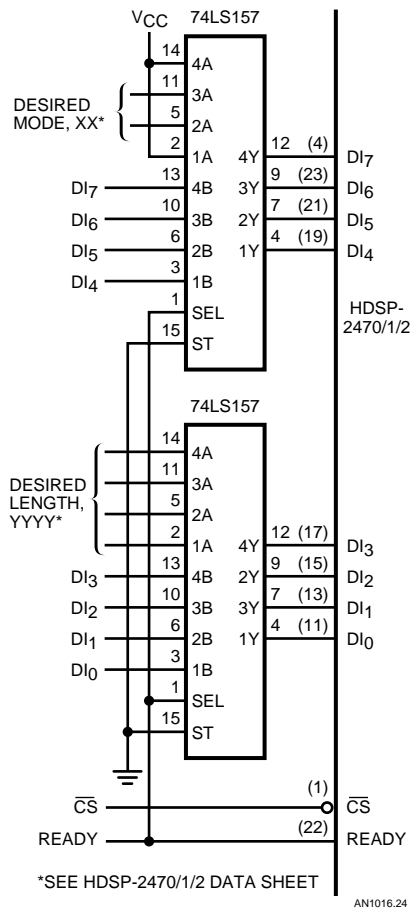 V_CC 74LS157
14 4A
11 3A
DESIRED
MODE, XX*
5 2A
2 1A 4Y 12 (4) DI7
DI7 13 4B 3Y 9 (23) DI6
DI6 10 3B 2Y 7 (21) DI5
DI5 6 2B 1Y 4 (19) DI4
DI4 3 1B
1 SEL
HDSP-
2470/1/2
15 ST
74LS157
14 4A
11 3A
DESIRED
LENGTH,
YYYY*
5 2A
2 1A 4Y 12 (17) DI3
DI3 13 4B 2Y 9 (15) DI2
DI2 10 3B 3Y 7 (13) DI1
DI1 6 2B 1Y 4 (11) DI0
DI0 3 1B
1 SEL
15 ST
C̅S̅ (1) C̅S̅
READY (22) READY
*SEE HDSP-2470/1/2 DATA SHEET
AN1016.24